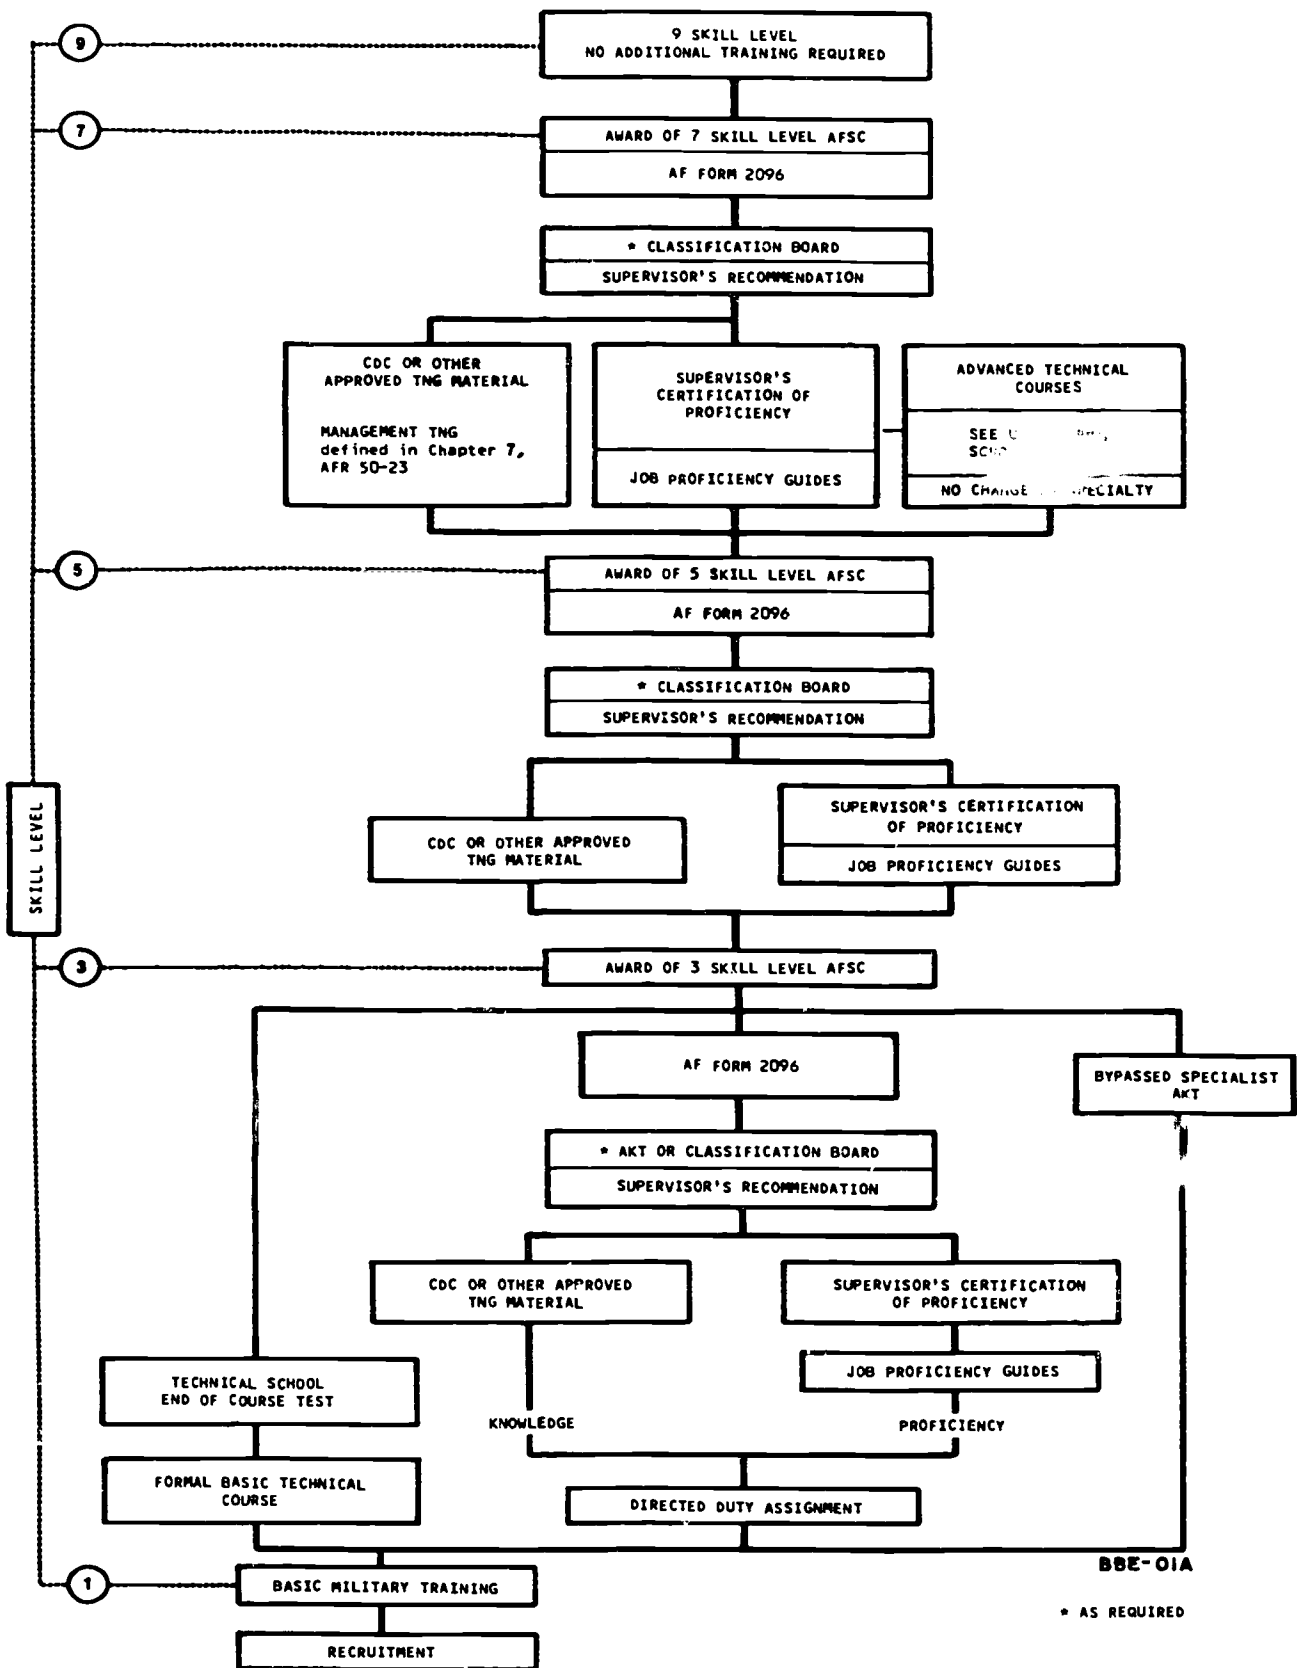 9
9 SKILL LEVEL
NO ADDITIONAL TRAINING REQUIRED
7
AWARD OF 7 SKILL LEVEL AFSC
AF FORM 2096
* CLASSIFICATION BOARD
SUPERVISOR'S RECOMMENDATION
CDC OR OTHER
APPROVED TNG MATERIAL
MANAGEMENT TNG
defined in Chapter 7,
AFR 50-23
SUPERVISOR'S
CERTIFICATION OF
PROFICIENCY
JOB PROFICIENCY GUIDES
ADVANCED TECHNICAL
COURSES
SEE
NO CHANGE
5
AWARD OF 5 SKILL LEVEL AFSC
AF FORM 2096
* CLASSIFICATION BOARD
SUPERVISOR'S RECOMMENDATION
SKILL LEVEL
CDC OR OTHER APPROVED
TNG MATERIAL
SUPERVISOR'S CERTIFICATION
OF PROFICIENCY
JOB PROFICIENCY GUIDES
3
AWARD OF 3 SKILL LEVEL AFSC
AF FORM 2096
BYPASSED SPECIALIST
AKT
* AKT OR CLASSIFICATION BOARD
SUPERVISOR'S RECOMMENDATION
CDC OR OTHER APPROVED
TNG MATERIAL
SUPERVISOR'S CERTIFICATION
OF PROFICIENCY
JOB PROFICIENCY GUIDES
TECHNICAL SCHOOL
END OF COURSE TEST
KNOWLEDGE
PROFICIENCY
FORMAL BASIC TECHNICAL
COURSE
DIRECTED DUTY ASSIGNMENT
BBE-01A
1
BASIC MILITARY TRAINING
* AS REQUIRED
RECRUITMENT